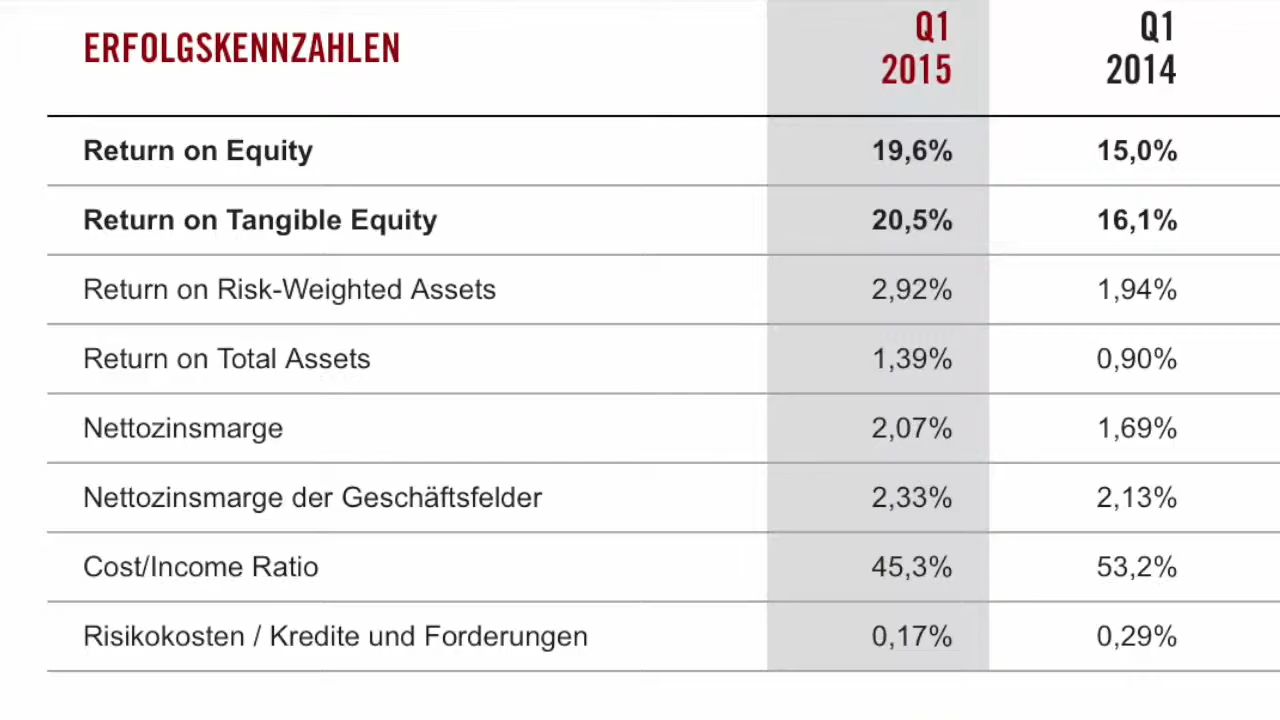 ERFOLGSKENNZAHLEN Q1 2015 Q1 2014
Return on Equity 19,6% 15,0%
Return on Tangible Equity 20,5% 16,1%
Return on Risk-Weighted Assets 2,92% 1,94%
Return on Total Assets 1,39% 0,90%
Nettozinsmarge 2,07% 1,69%
Nettozinsmarge der Geschäftsfelder 2,33% 2,13%
Cost/Income Ratio 45,3% 53,2%
Risikokosten / Kredite und Forderungen 0,17% 0,29%